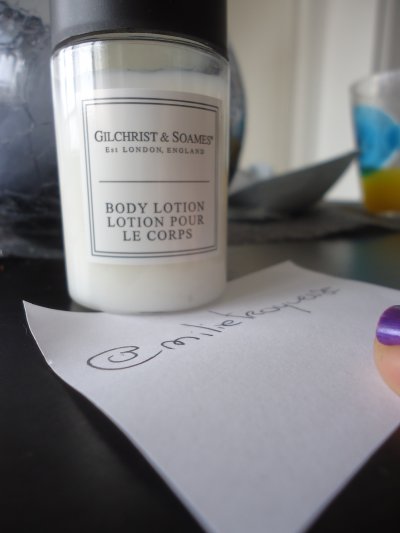 GILCHRIST & SOAMES®
Est LONDON, ENGLAND
BODY LOTION
LOTION POUR
LE CORPS